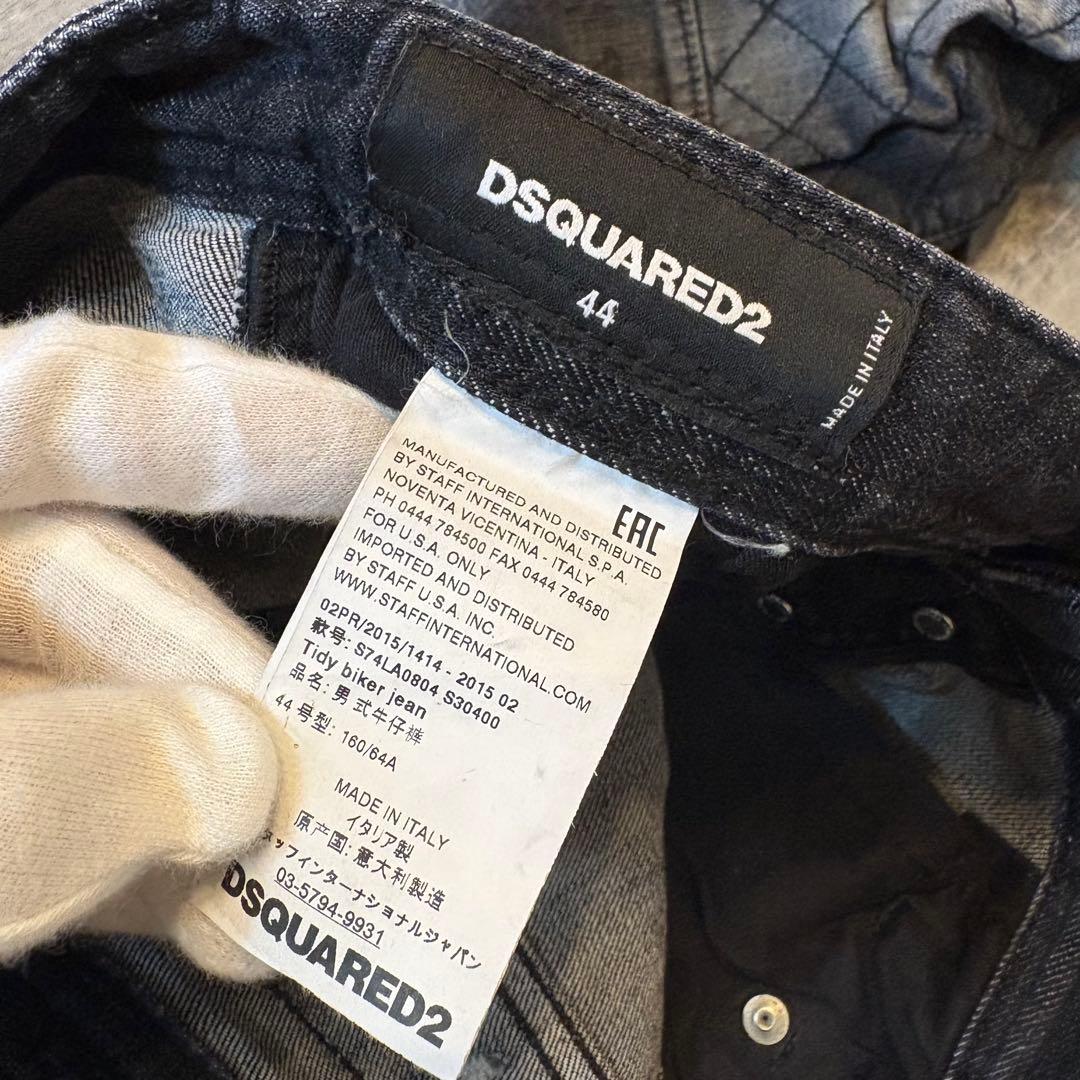 DSQUARED2
44
MADE IN ITALY
MANUFACTURED AND DISTRIBUTED
BY STAFF INTERNATIONAL S.P.A.
NOVENTA VICENTINA - ITALY
PH 0444 784500 FAX 0444 784580
FOR U.S.A. ONLY
IMPORTED AND DISTRIBUTED
BY STAFF U.S.A. INC.
WWW.STAFFINTERNATIONAL.COM
EAC
02PR/2015/1414 - 2015 02
款号: S74LA0804 S30400
Tidy biker jean
品名: 男式牛仔裤
44 号型: 160/64A
MADE IN ITALY
イタリア製
原产国: 意大利製造
タッフインターナショナルジャパン
03-5794-9931
DSQUARED2